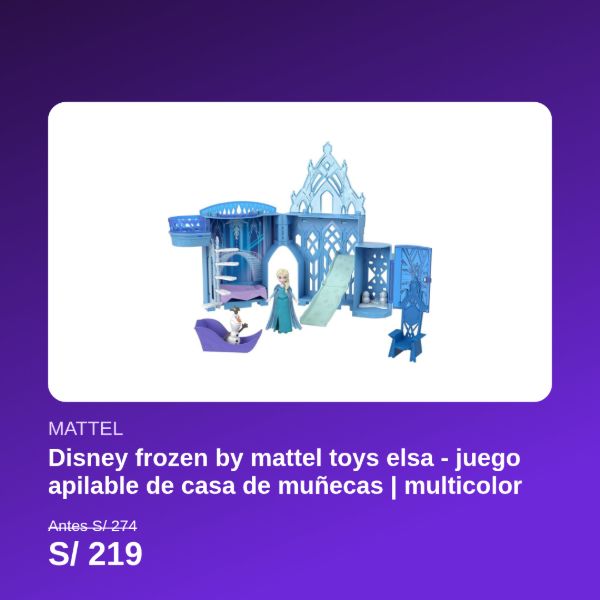 MATTEL
Disney frozen by mattel toys elsa - juego
apilable de casa de muñecas | multicolor
Antes S/ 274
S/ 219